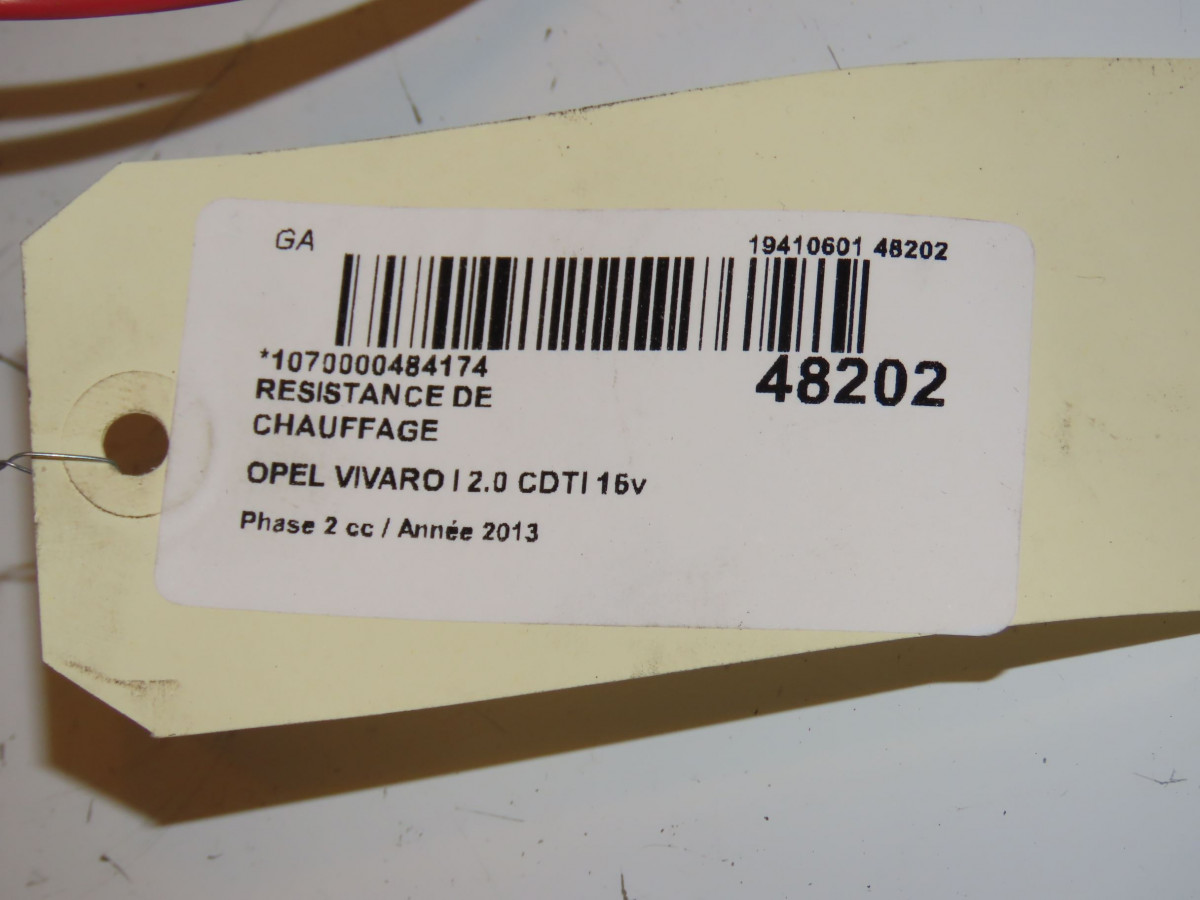 GA
19410601 48202
*1070000484174
48202
RESISTANCE DE
CHAUFFAGE
OPEL VIVARO I 2.0 CDTI 16v
Phase 2 cc / Année 2013